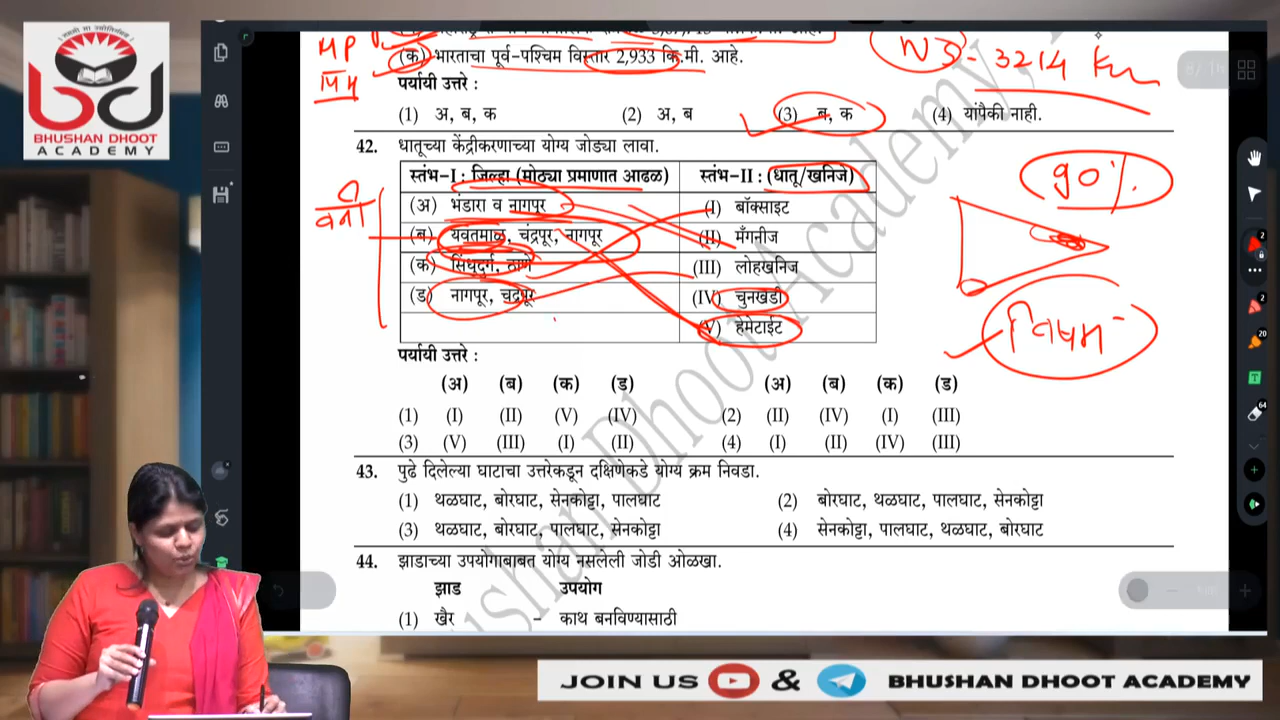 MP
(क) भारताचा पूर्व-पश्चिम विस्तार 2,933 कि.मी. आहे.
NS - 3214 Km
पर्यायी उत्तरे :
(1) अ, ब, क (2) अ, ब (3) ब, क (4) यांपैकी नाही.
42. धातूच्या केंद्रीकरणाच्या योग्य जोड्या लावा.
स्तंभ-I : जिल्हा (मोठ्या प्रमाणात आढळ) स्तंभ-II : (धातू/खनिजे)
(अ) भंडारा व नागपूर (I) बॉक्साइट
(ब) यवतमाळ, चंद्रपूर, नागपूर (II) मँगनीज
(क) सिंधुदुर्ग, ठाणे (III) लोहखनिज
(ड) नागपूर, चंद्रपूर (IV) चुनखडी
(V) हेमेटाईट
90%
पर्यायी उत्तरे :
(अ) (ब) (क) (ड) (अ) (ब) (क) (ड)
(1) (I) (II) (V) (IV) (2) (II) (IV) (I) (III)
(3) (V) (III) (I) (II) (4) (I) (II) (IV) (III)
43. पुढे दिलेल्या घाटाचा उत्तरेकडून दक्षिणेकडे योग्य क्रम निवडा.
(1) थळघाट, बोरघाट, सेनकोट्टा, पालघाट (2) बोरघाट, थळघाट, पालघाट, सेनकोट्टा
(3) थळघाट, बोरघाट, पालघाट, सेनकोट्टा (4) सेनकोट्टा, पालघाट, थळघाट, बोरघाट
44. झाडाच्या उपयोगाबाबत योग्य नसलेली जोडी ओळखा.
झाड उपयोग
(1) खैर - काथ बनविण्यासाठी
Bhushan Dhoot Academy
BHUSHAN DHOOT
ACADEMY
JOIN US & BHUSHAN DHOOT ACADEMY